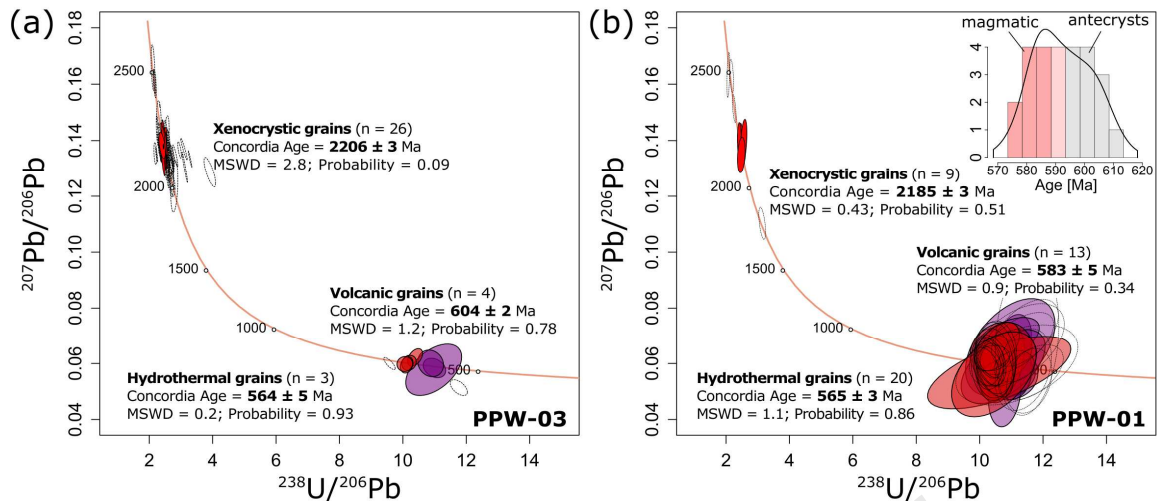 (a)
0.18
0.16
0.14
0.12
0.10
0.08
0.06
0.04
207Pb/206Pb
2500
2000
1500
1000
500
Xenocrystic grains (n = 26)
Concordia Age = 2206 ± 3 Ma
MSWD = 2.8; Probability = 0.09
Volcanic grains (n = 4)
Concordia Age = 604 ± 2 Ma
MSWD = 1.2; Probability = 0.78
Hydrothermal grains (n = 3)
Concordia Age = 564 ± 5 Ma
MSWD = 0.2; Probability = 0.93
PPW-03
2 4 6 8 10 12 14
238U/206Pb
(b)
0.18
0.16
0.14
0.12
0.10
0.08
0.06
0.04
207Pb/206Pb
2500
2000
1500
1000
magmatic
antecrysts
4
3
2
1
0
570 580 590 600 610 620
Age [Ma]
Xenocrystic grains (n = 9)
Concordia Age = 2185 ± 3 Ma
MSWD = 0.43; Probability = 0.51
Volcanic grains (n = 13)
Concordia Age = 583 ± 5 Ma
MSWD = 0.9; Probability = 0.34
Hydrothermal grains (n = 20)
Concordia Age = 565 ± 3 Ma
MSWD = 1.1; Probability = 0.86
PPW-01
2 4 6 8 10 12 14
238U/206Pb